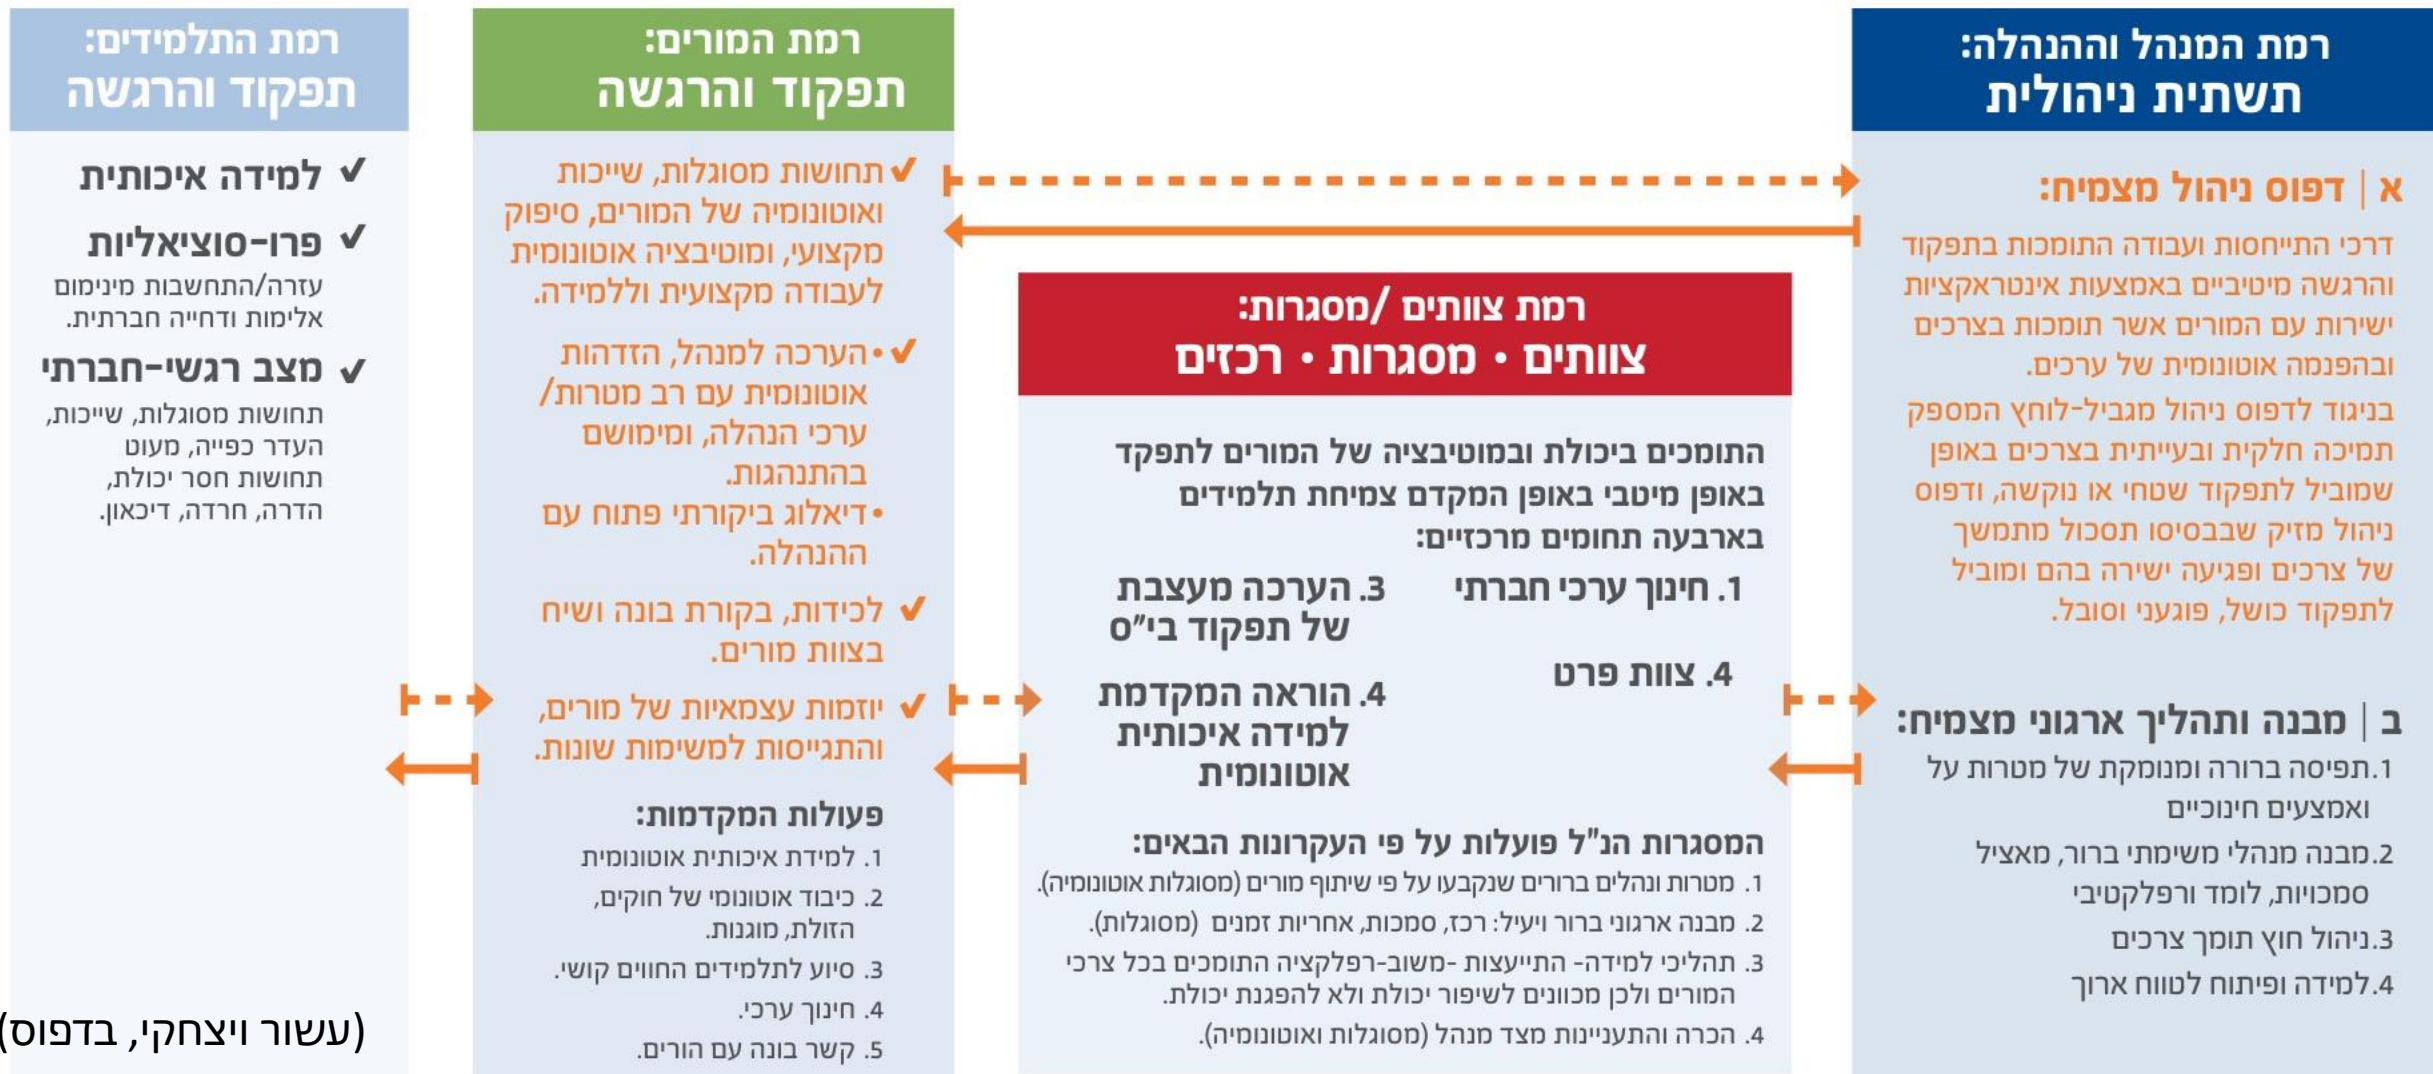 רמת המנהל וההנהלה:
תשתית ניהולית
א | דפוס ניהול מצמיח:
דרכי התייחסות ועבודה התומכות בתפקוד
והרגשה מיטיביים באמצעות אינטראקציות
ישירות עם המורים אשר תומכות בצרכים
ובהפנמה אוטונומית של ערכים.
בניגוד לדפוס ניהול מגביל-לוחץ המספק
תמיכה חלקית ובעייתית בצרכים באופן
שמוביל לתפקוד שטחי או נוקשה, ודפוס
ניהול מזיק שבבסיסו תסכול מתמשך
של צרכים ופגיעה ישירה בהם ומוביל
לתפקוד כושל, פוגעני וסובל.
ב | מבנה ותהליך ארגוני מצמיח:
1.תפיסה ברורה ומנומקת של מטרות על
ואמצעים חינוכיים
2.מבנה מנהלי משימתי ברור, מאציל
סמכויות, לומד ורפלקטיבי
3.ניהול חוץ תומך צרכים
4.למידה ופיתוח לטווח ארוך
רמת צוותים /מסגרות:
צוותים • מסגרות • רכזים
התומכים ביכולת ובמוטיבציה של המורים לתפקד
באופן מיטבי באופן המקדם צמיחת תלמידים
בארבעה תחומים מרכזיים:
1. חינוך ערכי חברתי
4. צוות פרט
3. הערכה מעצבת
של תפקוד בי"ס
4. הוראה המקדמת
למידה איכותית
אוטונומית
המסגרות הנ"ל פועלות על פי העקרונות הבאים:
1. מטרות ונהלים ברורים שנקבעו על פי שיתוף מורים (מסוגלות אוטונומיה).
2. מבנה ארגוני ברור ויעיל: רכז, סמכות, אחריות זמנים (מסוגלות).
3. תהליכי למידה- התייעצות -משוב-רפלקציה התומכים בכל צרכי
המורים ולכן מכוונים לשיפור יכולת ולא להפגנת יכולת.
4. הכרה והתעניינות מצד מנהל (מסוגלות ואוטונומיה).
רמת המורים:
תפקוד והרגשה
✓ תחושות מסוגלות, שייכות
ואוטונומיה של המורים, סיפוק
מקצועי, ומוטיבציה אוטונומית
לעבודה מקצועית וללמידה.
✓ • הערכה למנהל, הזדהות
אוטונומית עם רב מטרות/
ערכי הנהלה, ומימושם
בהתנהגות.
• דיאלוג ביקורתי פתוח עם
ההנהלה.
✓ לכידות, בקורת בונה ושיח
בצוות מורים.
✓ יוזמות עצמאיות של מורים,
והתגייסות למשימות שונות.
פעולות המקדמות:
1. למידת איכותית אוטונומית
2. כיבוד אוטונומי של חוקים,
הזולת, מוגנות.
3. סיוע לתלמידים החווים קושי.
4. חינוך ערכי.
5. קשר בונה עם הורים.
רמת התלמידים:
תפקוד והרגשה
✓ למידה איכותית
✓ פרו-סוציאליות
עזרה/התחשבות מינימום
אלימות ודחייה חברתית.
✓ מצב רגשי-חברתי
תחושות מסוגלות, שייכות,
העדר כפייה, מעוט
תחושות חסר יכולת,
הדרה, חרדה, דיכאון.
(עשור ויצחקי, בדפוס)